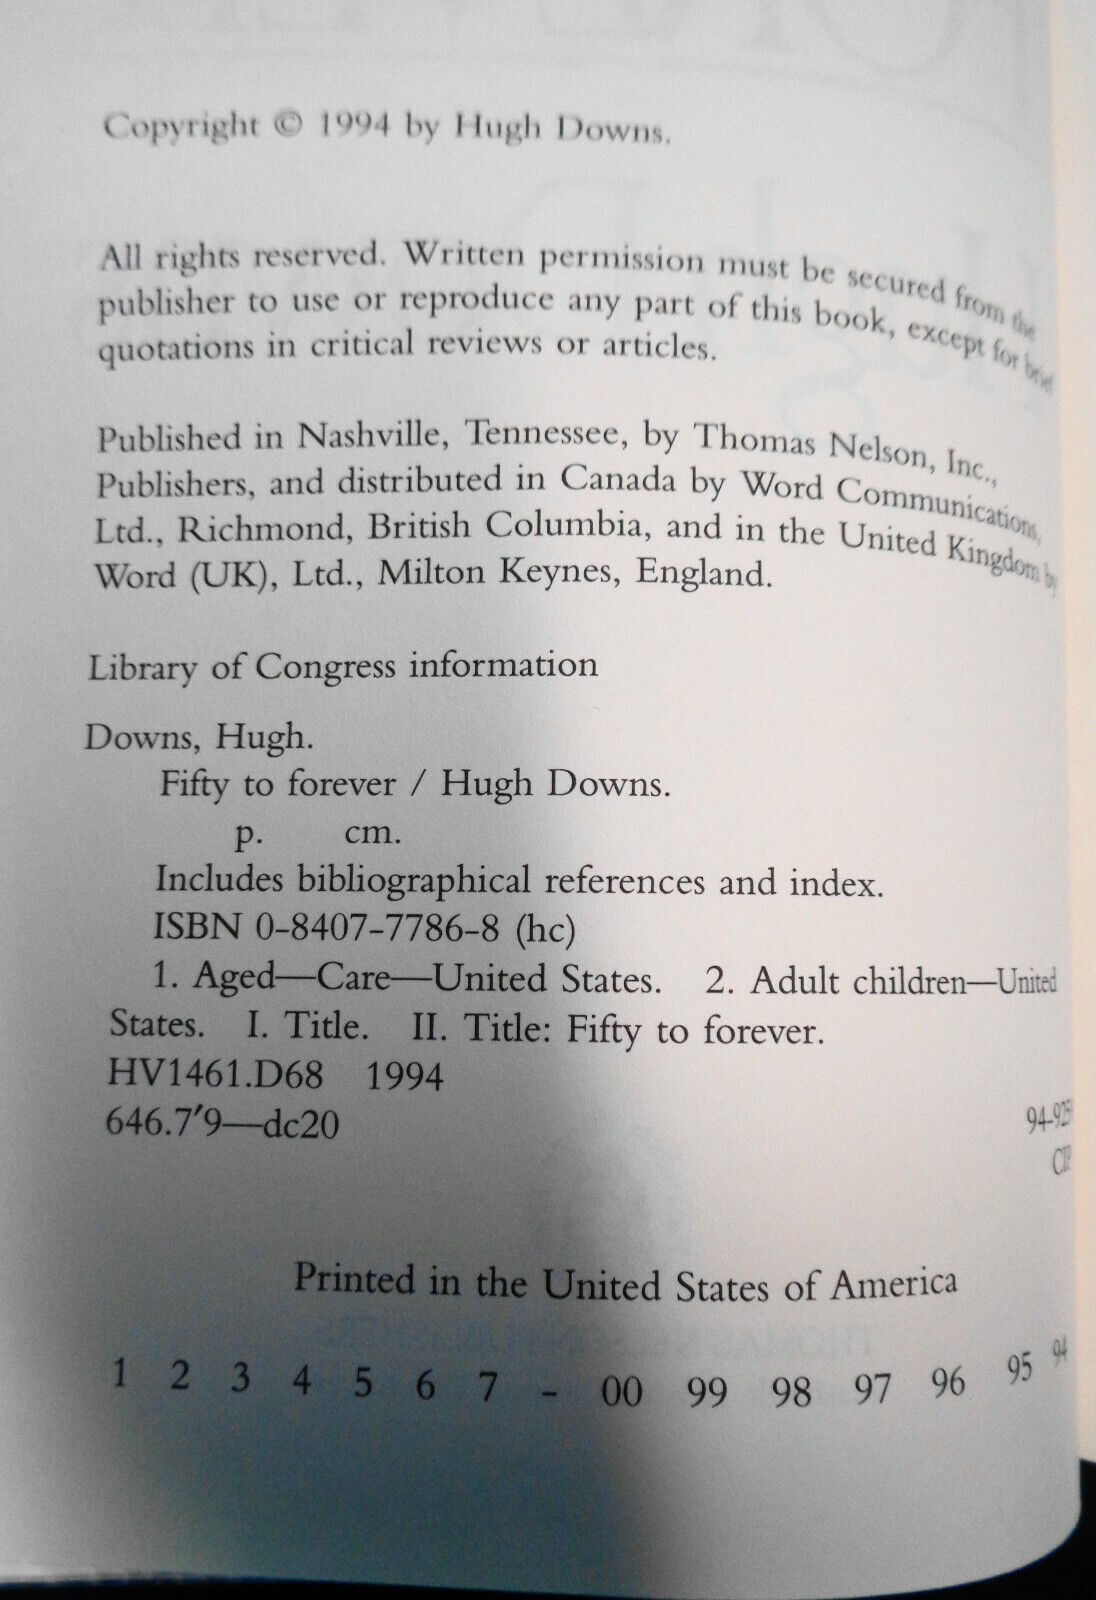 Copyright © 1994 by Hugh Downs.
All rights reserved. Written permission must be secured from the
publisher to use or reproduce any part of this book, except for brief
quotations in critical reviews or articles.
Published in Nashville, Tennessee, by Thomas Nelson, Inc.,
Publishers, and distributed in Canada by Word Communications,
Ltd., Richmond, British Columbia, and in the United Kingdom by
Word (UK), Ltd., Milton Keynes, England.
Library of Congress information
Downs, Hugh.
Fifty to forever / Hugh Downs.
p. cm.
Includes bibliographical references and index.
ISBN 0-8407-7786-8 (hc)
1. Aged—Care—United States. 2. Adult children—United
States. I. Title. II. Title: Fifty to forever.
HV1461.D68 1994
646.7'9—dc20
CIP
Printed in the United States of America
1 2 3 4 5 6 7 - 00 99 98 97 96 95 94